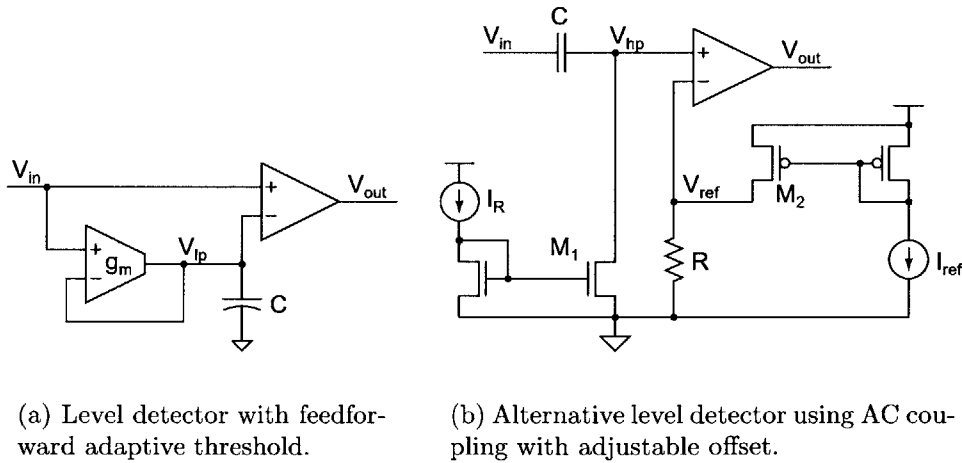 V_in
g_m
V_lp
C
+
−
+
−
V_out
V_in
C
V_hp
+
−
V_out
I_R
M_1
V_ref
R
M_2
I_ref
(a) Level detector with feedfor-
ward adaptive threshold.
(b) Alternative level detector using AC cou-
pling with adjustable offset.